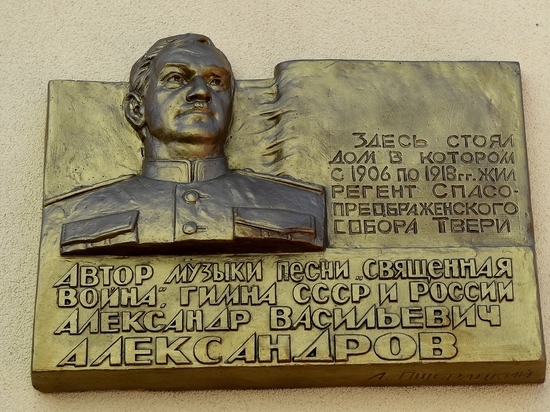 Здесь стоял
дом в котором
с 1906 по 1918 г.г. жил
регент Спасо-
преображенского
собора Твери
Автор музыки песни „Священная
война”, гимна СССР и России
Александр Васильевич
Александров